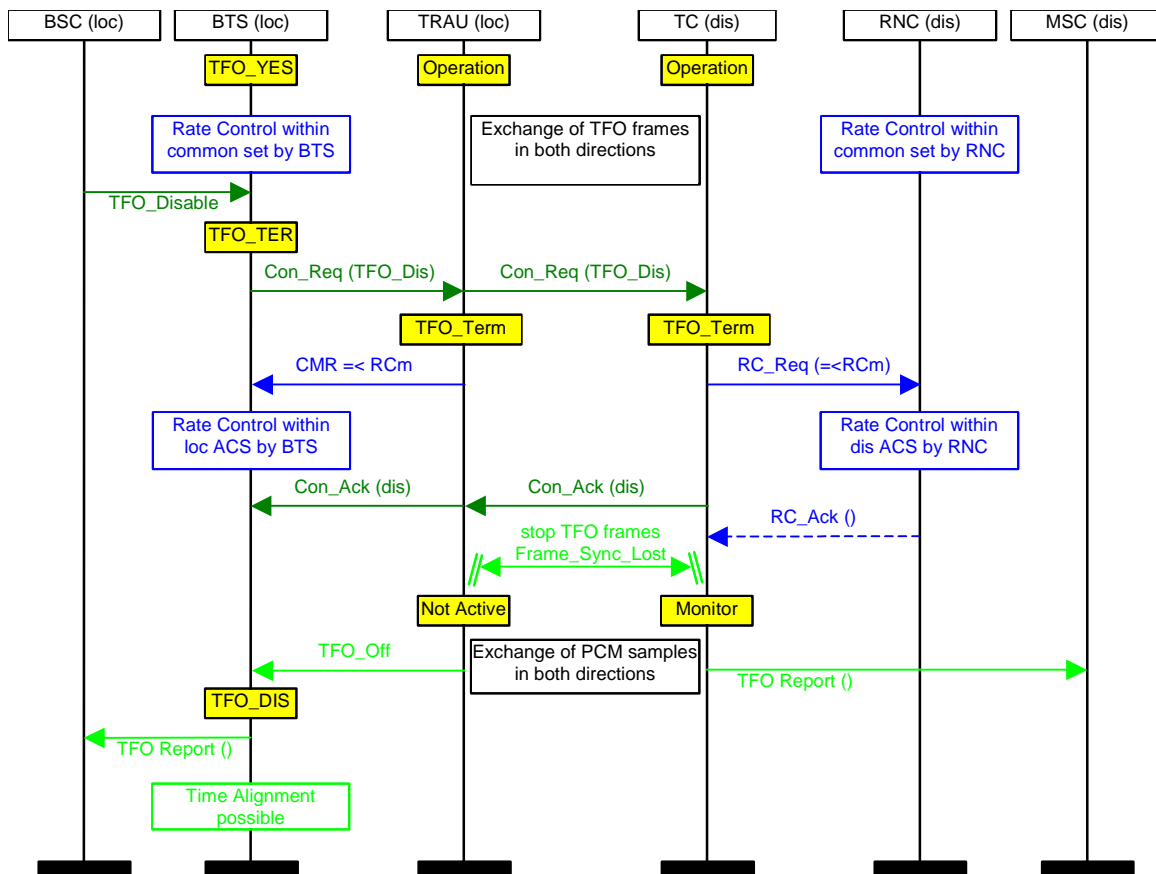 BSC (loc)
BTS (loc)
TRAU (loc)
TC (dis)
RNC (dis)
MSC (dis)
TFO_YES
Operation
Operation
Rate Control within
common set by BTS
Exchange of TFO frames
in both directions
Rate Control within
common set by RNC
TFO_Disable
TFO_TER
Con_Req (TFO_Dis)
Con_Req (TFO_Dis)
TFO_Term
TFO_Term
CMR =< RCm
RC_Req (=<RCm)
Rate Control within
loc ACS by BTS
Rate Control within
dis ACS by RNC
Con_Ack (dis)
Con_Ack (dis)
RC_Ack ()
stop TFO frames
Frame_Sync_Lost
Not Active
Monitor
TFO_Off
Exchange of PCM samples
in both directions
TFO Report ()
TFO_DIS
TFO Report ()
Time Alignment
possible